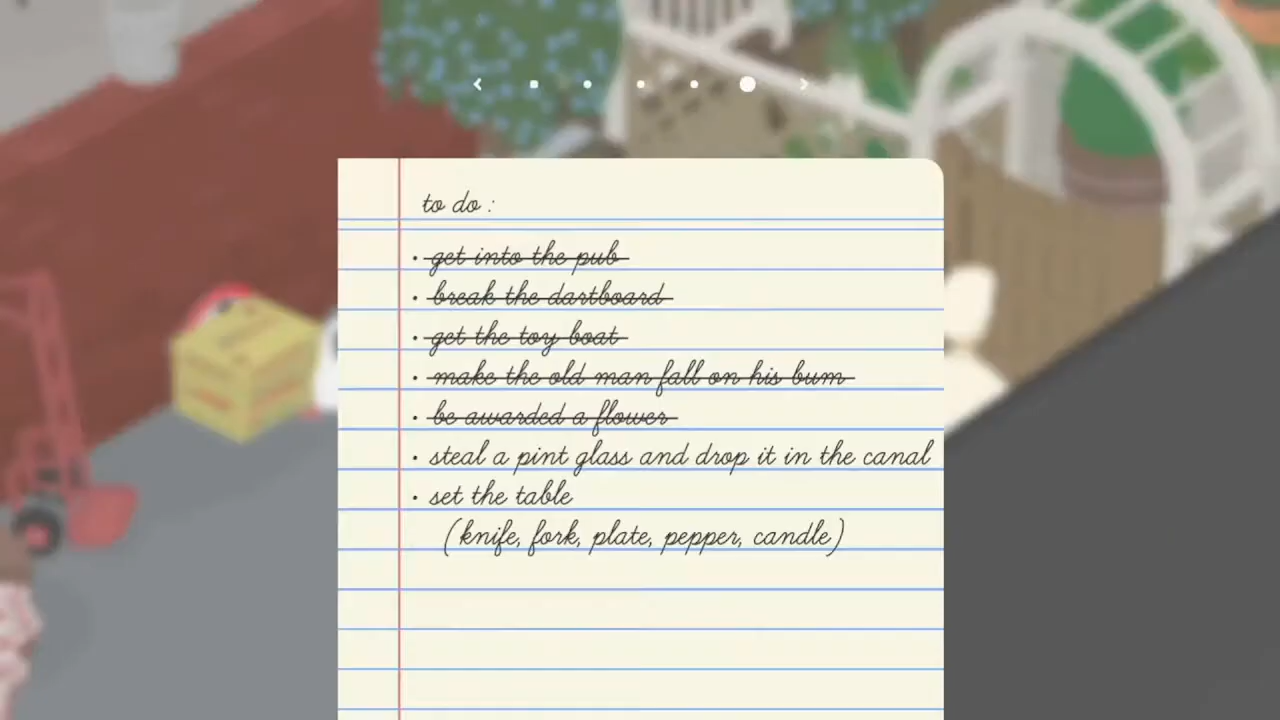 to do :
• get into the pub
• break the dartboard
• get the toy boat
• make the old man fall on his bum
• be awarded a flower
• steal a pint glass and drop it in the canal
• set the table
(knife, fork, plate, pepper, candle)